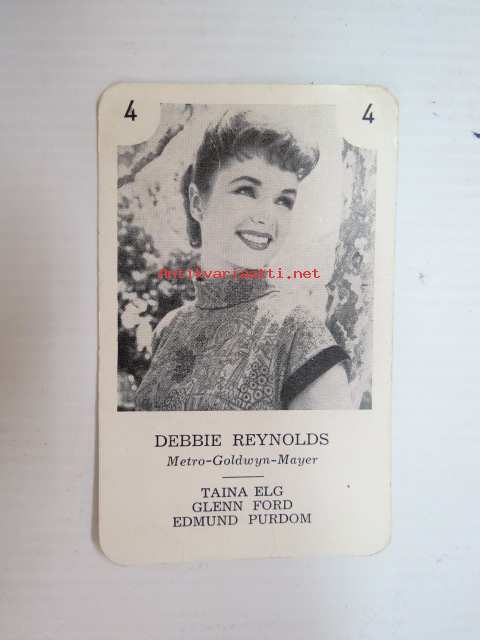 4 4
Antikvariaatti.net
DEBBIE REYNOLDS
Metro-Goldwyn-Mayer
TAINA ELG
GLENN FORD
EDMUND PURDOM